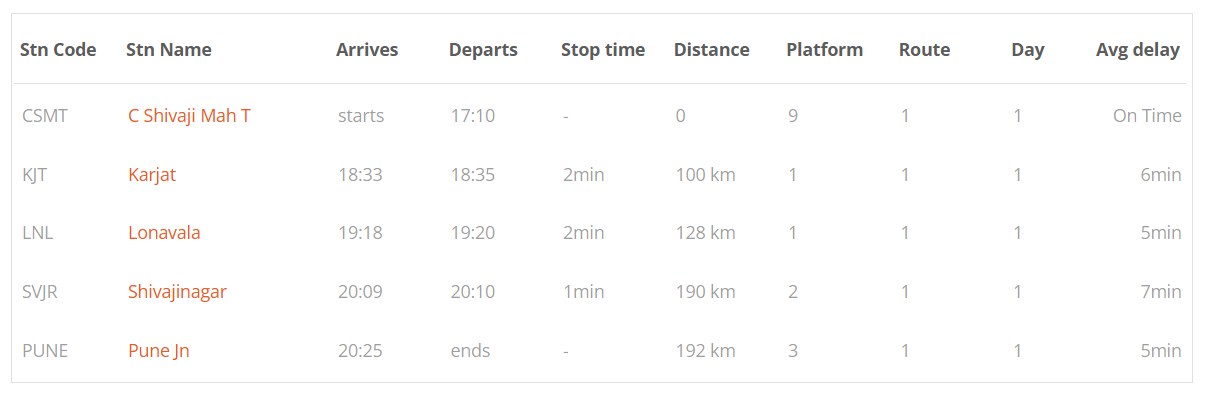 Stn Code Stn Name Arrives Departs Stop time Distance Platform Route Day Avg delay
CSMT C Shivaji Mah T starts 17:10 - 0 9 1 1 On Time
KJT Karjat 18:33 18:35 2min 100 km 1 1 1 6min
LNL Lonavala 19:18 19:20 2min 128 km 1 1 1 5min
SVJR Shivajinagar 20:09 20:10 1min 190 km 2 1 1 7min
PUNE Pune Jn 20:25 ends - 192 km 3 1 1 5min